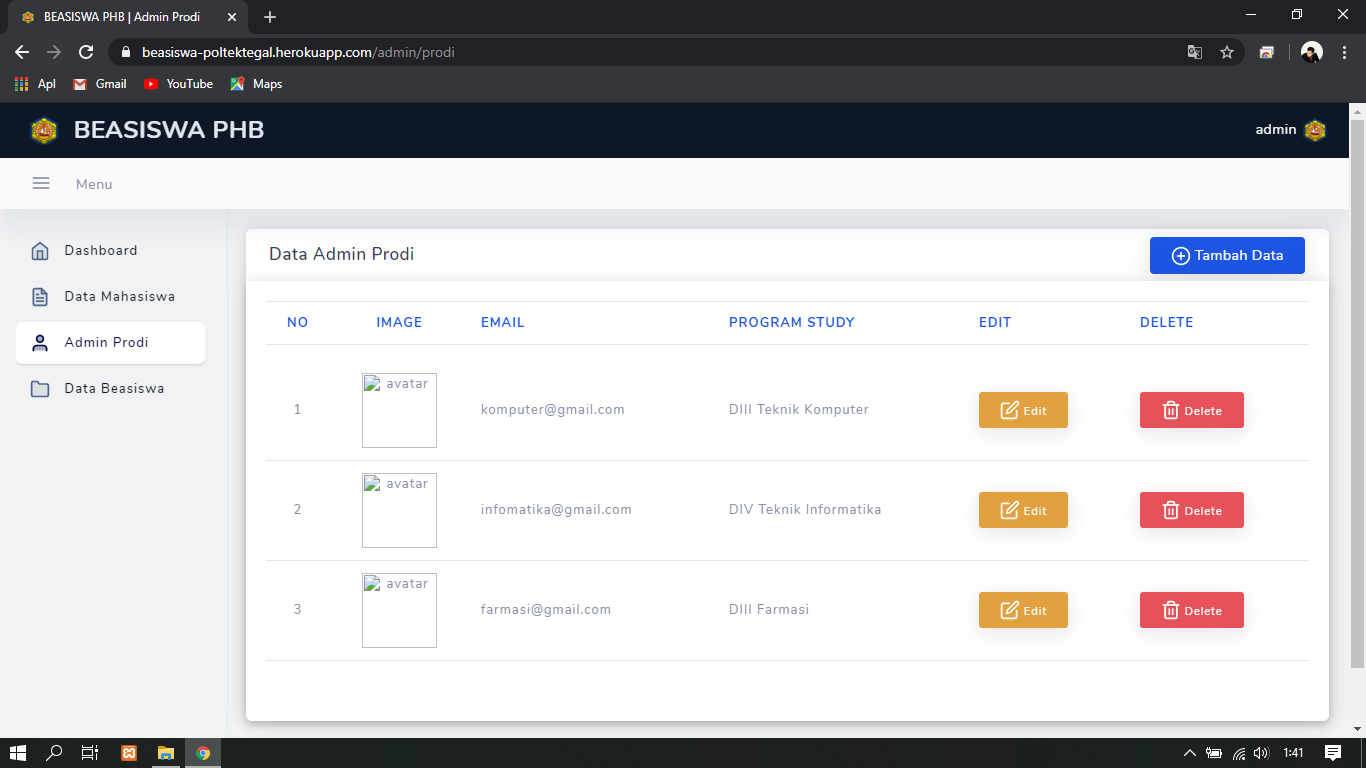 BEASISWA PHB | Admin Prodi
beasiswa-poltektegal.herokuapp.com/admin/prodi
Apl Gmail YouTube Maps
BEASISWA PHB
admin
Menu
Dashboard
Data Mahasiswa
Admin Prodi
Data Beasiswa
Data Admin Prodi
Tambah Data
NO IMAGE EMAIL PROGRAM STUDY EDIT DELETE
1 avatar komputer@gmail.com DIII Teknik Komputer Edit Delete
2 avatar infomatika@gmail.com DIV Teknik Informatika Edit Delete
3 avatar farmasi@gmail.com DIII Farmasi Edit Delete
1:41